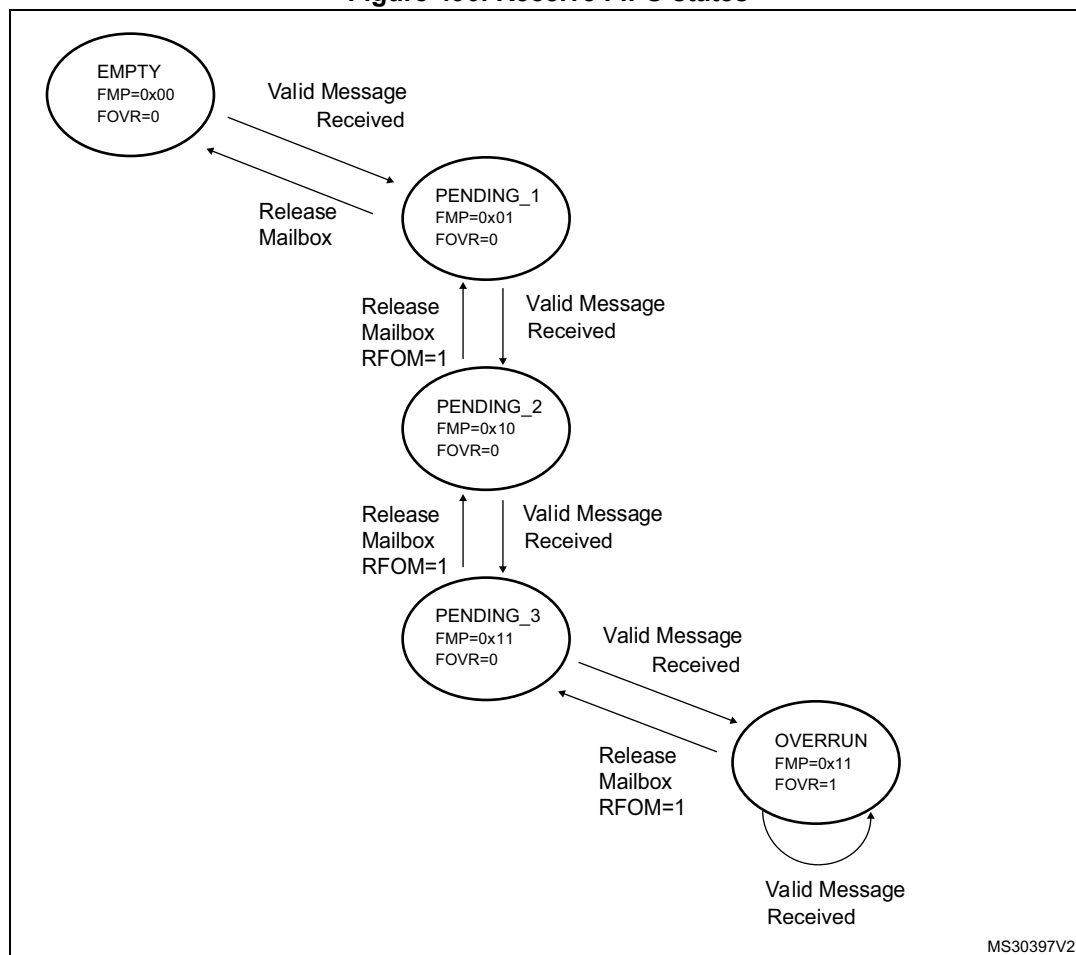 EMPTY
FMP=0x00
FOVR=0
Valid Message
Received
Release
Mailbox
PENDING_1
FMP=0x01
FOVR=0
Release
Mailbox
RFOM=1
Valid Message
Received
PENDING_2
FMP=0x10
FOVR=0
Release
Mailbox
RFOM=1
Valid Message
Received
PENDING_3
FMP=0x11
FOVR=0
Valid Message
Received
Release
Mailbox
RFOM=1
OVERRUN
FMP=0x11
FOVR=1
Valid Message
Received
MS30397V2